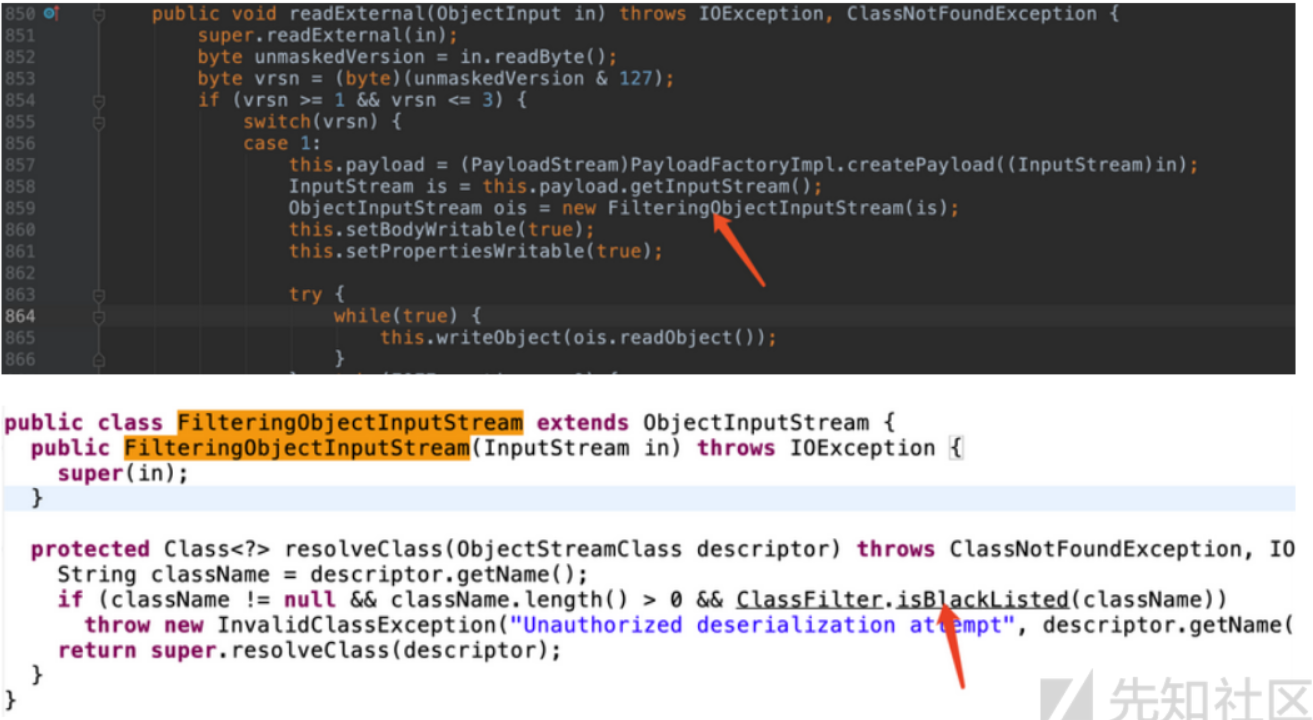 850 public void readExternal(ObjectInput in) throws IOException, ClassNotFoundException {
851 super.readExternal(in);
852 byte unmaskedVersion = in.readByte();
853 byte vrsn = (byte)(unmaskedVersion & 127);
854 if (vrsn >= 1 && vrsn <= 3) {
855 switch(vrsn) {
856 case 1:
857 this.payload = (PayloadStream)PayloadFactoryImpl.createPayload((InputStream)in);
858 InputStream is = this.payload.getInputStream();
859 ObjectInputStream ois = new FilteringObjectInputStream(is);
860 this.setBodyWritable(true);
861 this.setPropertiesWritable(true);
862
863 try {
864 while(true) {
865 this.writeObject(ois.readObject());
866 }
public class FilteringObjectInputStream extends ObjectInputStream {
public FilteringObjectInputStream(InputStream in) throws IOException {
super(in);
}
protected Class<?> resolveClass(ObjectStreamClass descriptor) throws ClassNotFoundException, IO
String className = descriptor.getName();
if (className != null && className.length() > 0 && ClassFilter.isBlackListed(className))
throw new InvalidClassException("Unauthorized deserialization attempt", descriptor.getName(
return super.resolveClass(descriptor);
}
}
先知社区